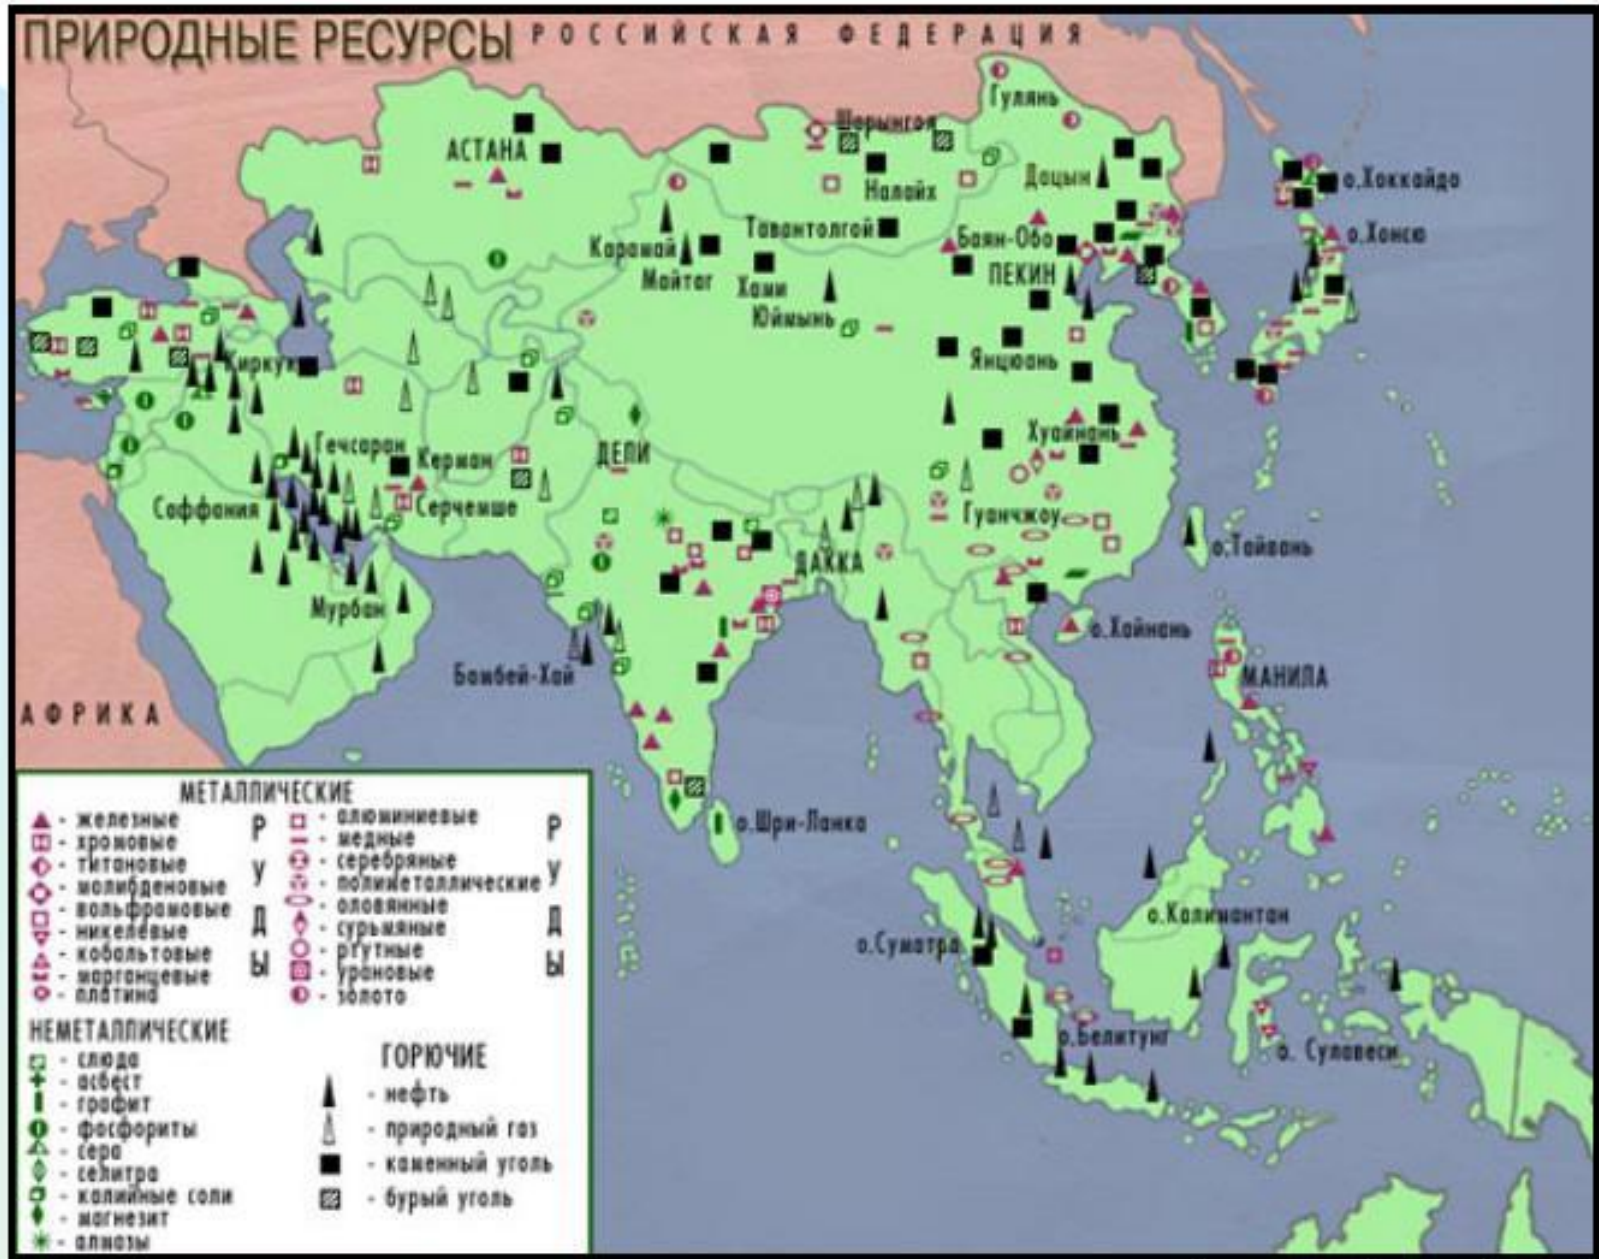 ПРИРОДНЫЕ РЕСУРСЫ
РОССИЙСКАЯ ФЕДЕРАЦИЯ
Гулянь
Шарынгол
АСТАНА
Налайх
Дацын
о.Хоккайдо
Тавантолгой
Баян-Обо
о.Хонсю
Карамай
Майтаг
Хами
ПЕКИН
Юймынь
Киркук
Янцюань
Гечсаран
Керман
ДЕЛИ
Хуайнань
Саффания
Серчемше
Гуанчжоу
о.Тайвань
ДАККА
Мурбан
о.Хайнань
Бамбей-Хай
МАНИЛА
АФРИКА
о.Шри-Ланка
о.Калимантан
о.Суматра
о.Белитунг
о. Сулавеси
МЕТАЛЛИЧЕСКИЕ
- железные
- хромовые
- титановые
- молибденовые
- вольфрамовые
- никелевые
- кобальтовые
- марганцевые
- платина
РУДЫ
- алюминиевые
- медные
- серебряные
- полиметаллические
- оловянные
- сурьмяные
- ртутные
- урановые
- золото
РУДЫ
НЕМЕТАЛЛИЧЕСКИЕ
- слюда
- асбест
- графит
- фосфориты
- сера
- селитра
- калийные соли
- магнезит
- алмазы
ГОРЮЧИЕ
- нефть
- природный газ
- каменный уголь
- бурый уголь